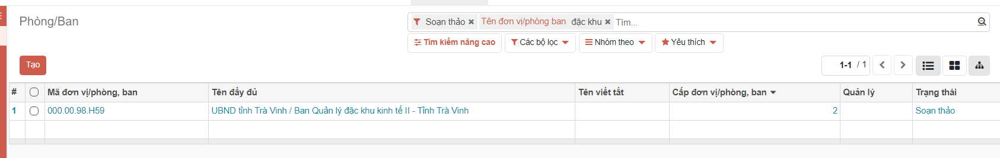 Phòng/Ban
Soạn thảo ✖ Tên đơn vị/phòng ban đặc khu ✖ Tìm...
Tìm kiếm nâng cao Các bộ lọc Nhóm theo Yêu thích
Tạo
1-1 / 1
# Mã đơn vị/phòng, ban Tên đầy đủ Tên viết tắt Cấp đơn vị/phòng, ban Quản lý Trạng thái
1 000.00.98.H59 UBND tỉnh Trà Vinh / Ban Quản lý đặc khu kinh tế II - Tỉnh Trà Vinh 2 Soạn thảo